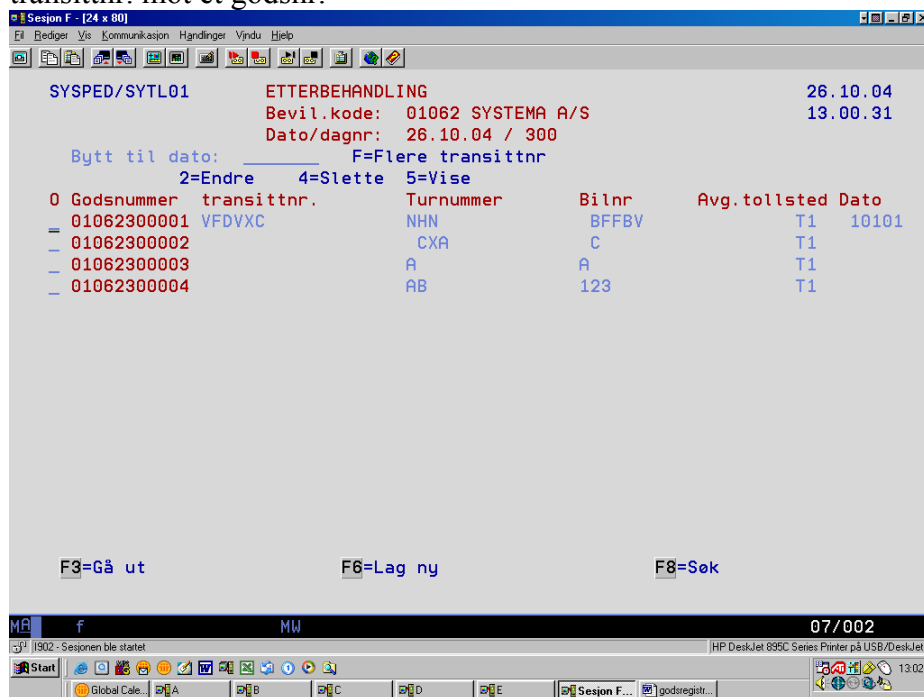 transittnr. mot et godsnr.
Sesjon F - [24 x 80]
Fil Rediger Vis Kommunikasjon Handlinger Vindu Hjelp
SYSPED/SYTL01 ETTERBEHANDLING 26.10.04
Bevil.kode: 01062 SYSTEMA A/S 13.00.31
Dato/dagnr: 26.10.04 / 300
Bytt til dato: _______ F=Flere transittnr
2=Endre 4=Slette 5=Vise
O Godsnummer transittnr. Turnummer Bilnr Avg.tollsted Dato
_ 01062300001 VFDVXC NHN BFFBV T1 10101
_ 01062300002 CXA C T1
_ 01062300003 A A T1
_ 01062300004 AB 123 T1
F3=Gå ut F6=Lag ny F8=Søk
MA f MW 07/002
1902 - Sesjonen ble startet HP DeskJet 895C Series Printer på USB/DeskJet
Start 13:02
Global Cale... A B C D E Sesjon F... godsregistr...